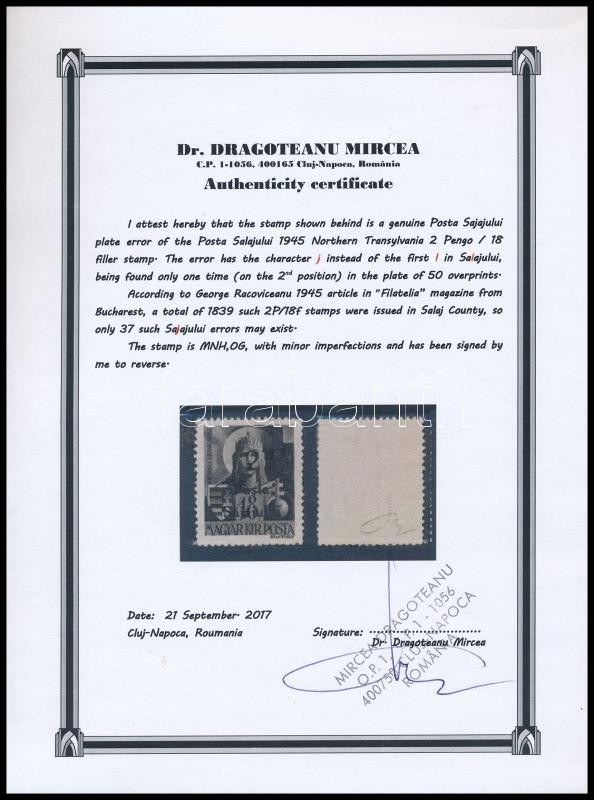 Dr. DRAGOTEANU MIRCEA
C.P. 1-1056, 400165 Cluj-Napoca, România
Authenticity certificate
I attest hereby that the stamp shown behind is a genuine Posta Sajajului
plate error of the Posta Salajului 1945 Northern Transylvania 2 Pengo / 18
filler stamp. The error has the character j instead of the first l in Salajului,
being found only one time (on the 2nd position) in the plate of 50 overprints.
According to George Racoviceanu 1945 article in "Filatelia" magazine from
Bucharest, a total of 1839 such 2P/18f stamps were issued in Salaj County, so
only 37 such Sajajului errors may exist.
The stamp is MNH,OG, with minor imperfections and has been signed by
me to reverse.
darabanth
MAGYAR KIR. POSTA
Date: 21 September. 2017
Cluj-Napoca, Roumania
Signature: ..............................
Dr. Dragoteanu Mircea
MIRCEA DRAGOTEANU
O.P. 1 C.P. 1 - 1056
CLUJ-NAPOCA
ROMÂNIA